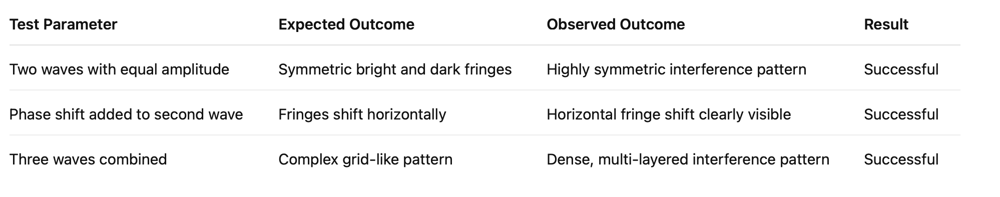 Test Parameter Expected Outcome Observed Outcome Result
Two waves with equal amplitude Symmetric bright and dark fringes Highly symmetric interference pattern Successful
Phase shift added to second wave Fringes shift horizontally Horizontal fringe shift clearly visible Successful
Three waves combined Complex grid-like pattern Dense, multi-layered interference pattern Successful